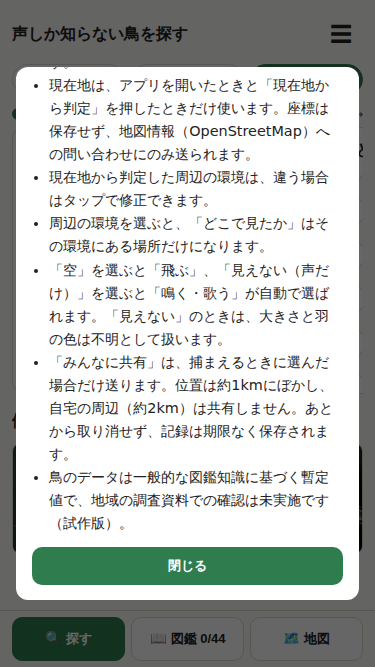 声しか知らない鳥を探す
す。
• 現在地は、アプリを開いたときと「現在地か
ら判定」を押したときだけ使います。座標は
保存せず、地図情報（OpenStreetMap）へ
の問い合わせにのみ送られます。
• 現在地から判定した周辺の環境は、違う場合
はタップで修正できます。
• 周辺の環境を選ぶと、「どこで見たか」はそ
の環境にある場所だけになります。
• 「空」を選ぶと「飛ぶ」、「見えない（声だ
け）」を選ぶと「鳴く・歌う」が自動で選ば
れます。「見えない」のときは、大きさと羽
の色は不明として扱います。
• 「みんなに共有」は、捕まえるときに選んだ
場合だけ送ります。位置は約1kmにぼかし、
自宅の周辺（約2km）は共有しません。あと
から取り消せず、記録は期限なく保存されま
す。
• 鳥のデータは一般的な図鑑知識に基づく暫定
値で、地域の調査資料での確認は未実施です
（試作版）。
閉じる
🔍 探す
📖 図鑑 0/44
🗺️ 地図